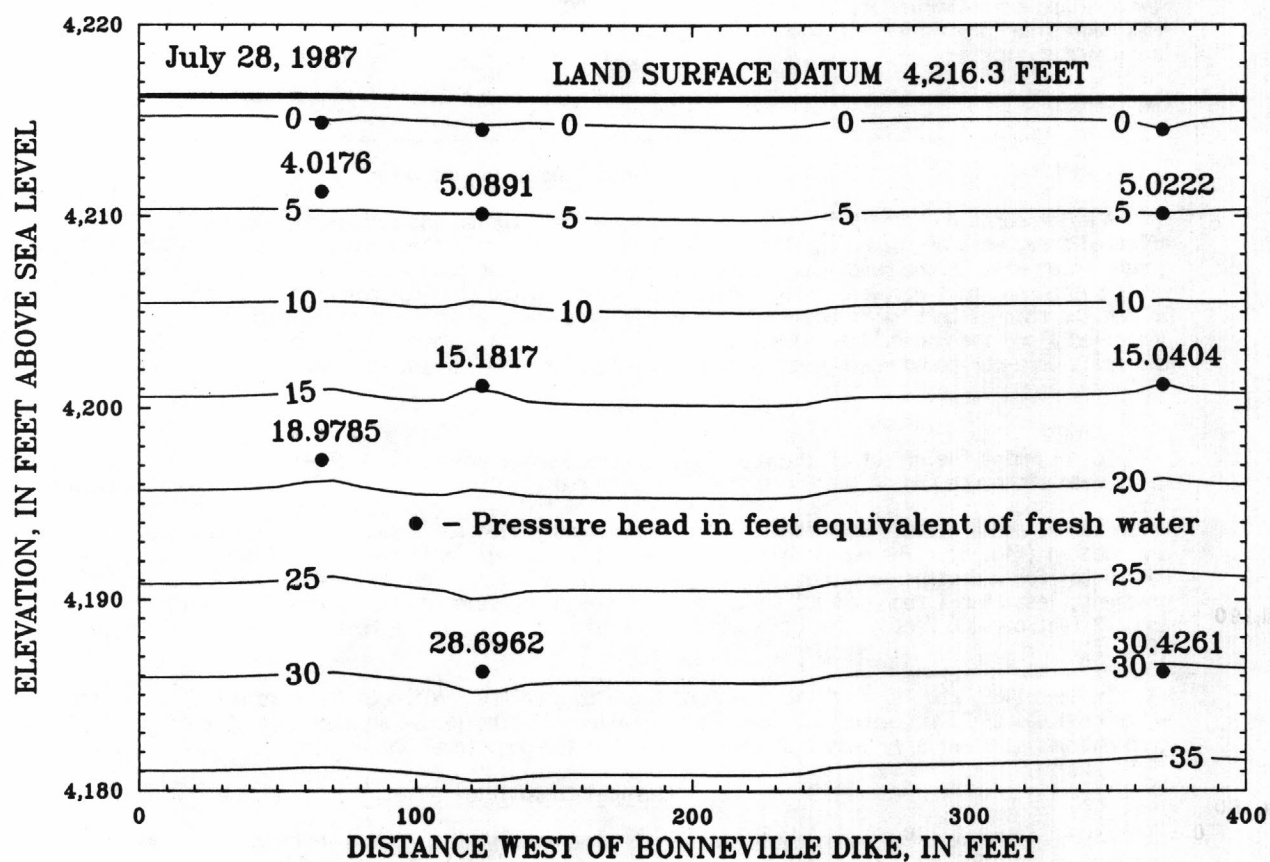 4,220
July 28, 1987
LAND SURFACE DATUM 4,216.3 FEET
0 0 0 0
4.0176
5.0891
5.0222
4,210
5 5 5 5
10 10 10 10
15.1817
15.0404
15
4,200
18.9785
20
● – Pressure head in feet equivalent of fresh water
4,190
25 25
28.6962
30.4261
30 30
35
4,180
0 100 200 300 400
ELEVATION, IN FEET ABOVE SEA LEVEL
DISTANCE WEST OF BONNEVILLE DIKE, IN FEET